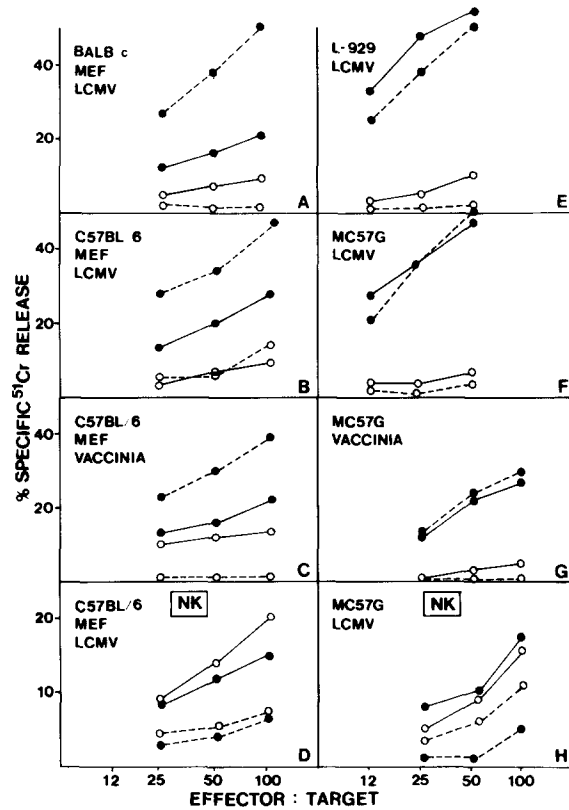 BALB c
MEF
LCMV
40
20
A
L-929
LCMV
E
C57BL 6
MEF
LCMV
40
20
B
MC57G
LCMV
F
C57BL/6
MEF
VACCINIA
40
20
C
MC57G
VACCINIA
G
C57BL/6
MEF
LCMV
NK
20
10
D
MC57G
LCMV
NK
H
12 25 50 100 12 25 50 100
EFFECTOR : TARGET
% SPECIFIC 51Cr RELEASE